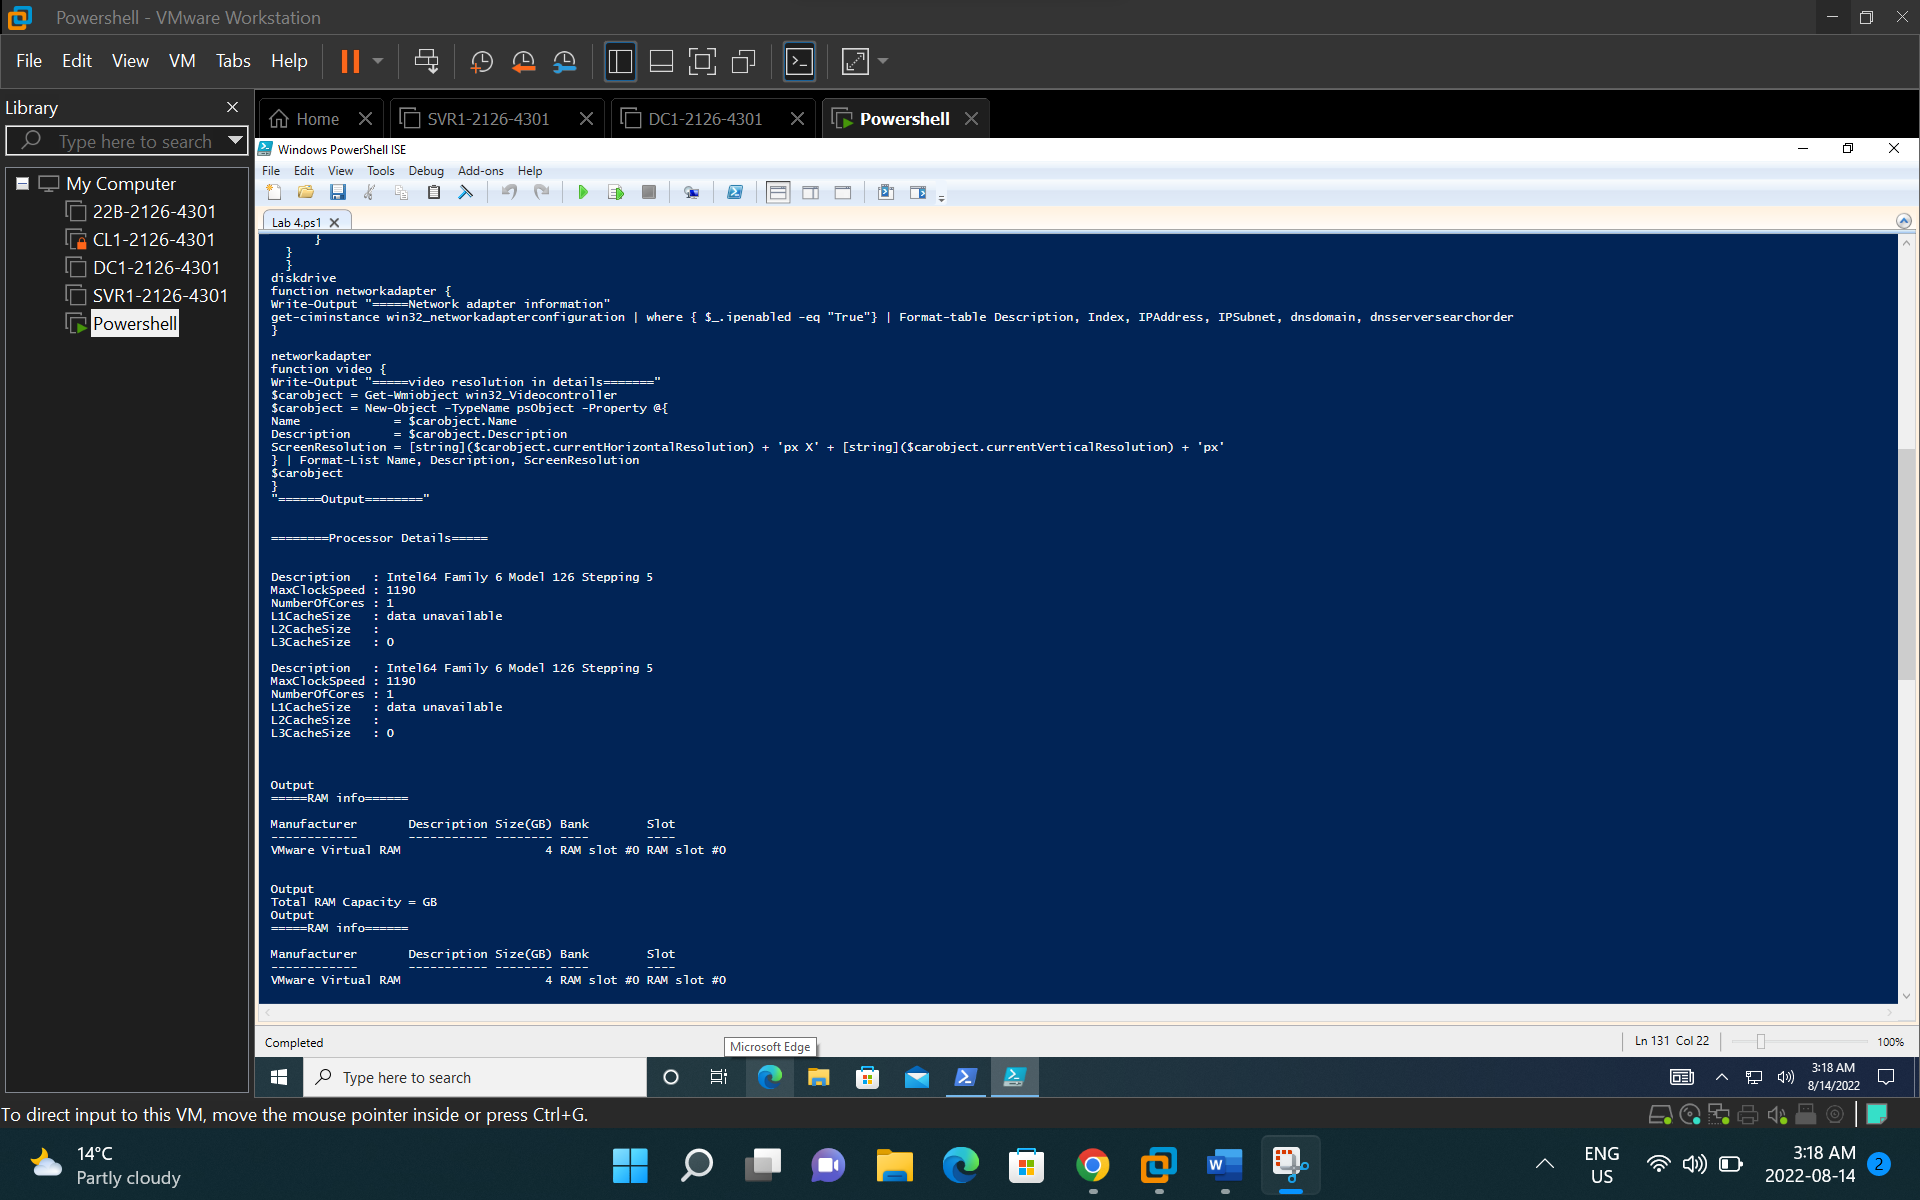 Powershell - VMware Workstation
File Edit View VM Tabs Help
Library
Type here to search
My Computer
22B-2126-4301
CL1-2126-4301
DC1-2126-4301
SVR1-2126-4301
Powershell
Home SVR1-2126-4301 DC1-2126-4301 Powershell
Windows PowerShell ISE
File Edit View Tools Debug Add-ons Help
Lab 4.ps1
}
}
}
diskdrive
function networkadapter {
Write-Output "=====Network adapter information"
get-ciminstance win32_networkadapterconfiguration | where { $_.ipenabled -eq "True"} | Format-table Description, Index, IPAddress, IPSubnet, dnsdomain, dnsserversearchorder
}
networkadapter
function video {
Write-Output "=====video resolution in details======="
$carobject = Get-Wmiobject win32_Videocontroller
$carobject = New-Object -TypeName psObject -Property @{
Name = $carobject.Name
Description = $carobject.Description
ScreenResolution = [string]($carobject.currentHorizontalResolution) + 'px X' + [string]($carobject.currentVerticalResolution) + 'px'
} | Format-List Name, Description, ScreenResolution
$carobject
}
"======Output========"
========Processor Details=====
Description : Intel64 Family 6 Model 126 Stepping 5
MaxClockSpeed : 1190
NumberOfCores : 1
L1CacheSize : data unavailable
L2CacheSize :
L3CacheSize : 0
Description : Intel64 Family 6 Model 126 Stepping 5
MaxClockSpeed : 1190
NumberOfCores : 1
L1CacheSize : data unavailable
L2CacheSize :
L3CacheSize : 0
Output
=====RAM info======
Manufacturer Description Size(GB) Bank Slot
------------ ----------- -------- ---- ----
VMware Virtual RAM 4 RAM slot #0 RAM slot #0
Output
Total RAM Capacity = GB
Output
=====RAM info======
Manufacturer Description Size(GB) Bank Slot
------------ ----------- -------- ---- ----
VMware Virtual RAM 4 RAM slot #0 RAM slot #0
Completed
Ln 131 Col 22
100%
Microsoft Edge
Type here to search
3:18 AM
8/14/2022
To direct input to this VM, move the mouse pointer inside or press Ctrl+G.
14°C
Partly cloudy
ENG
US
3:18 AM
2022-08-14
2